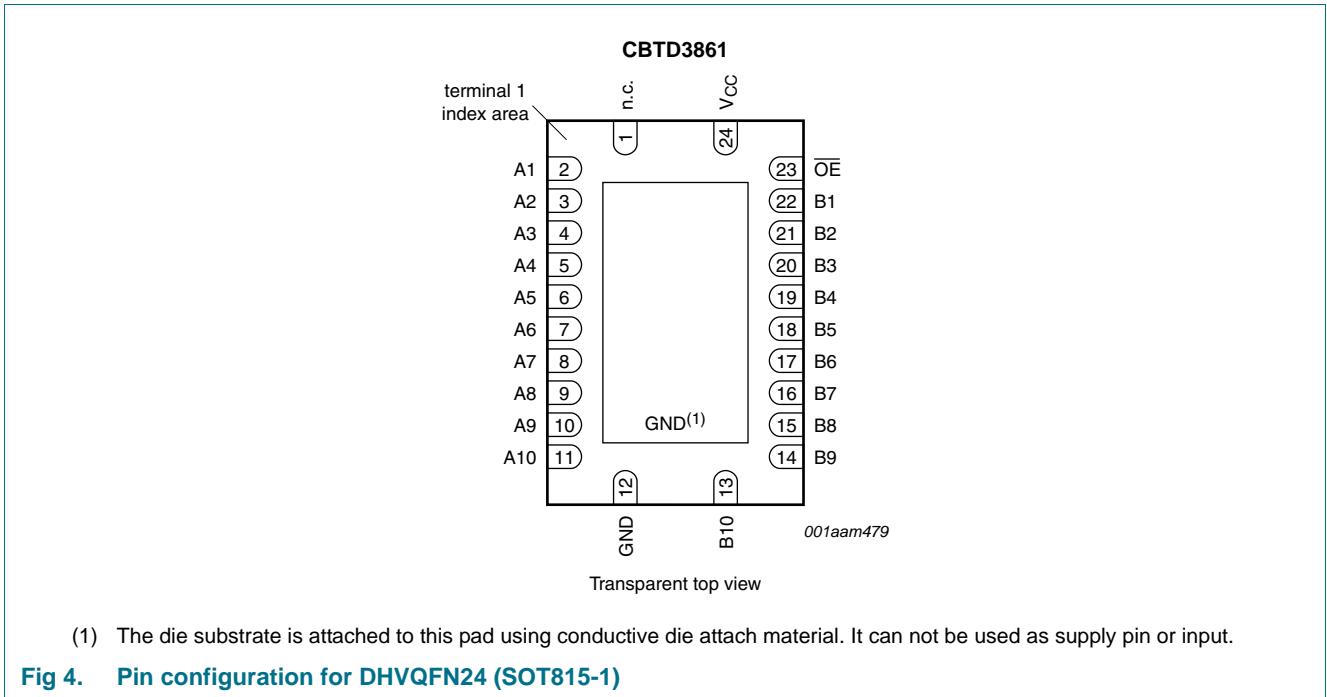 CBTD3861
terminal 1
index area
n.c.
VCC
1
24
A1 2 23 OE
A2 3 22 B1
A3 4 21 B2
A4 5 20 B3
A5 6 19 B4
A6 7 18 B5
A7 8 17 B6
A8 9 16 B7
A9 10 GND(1) 15 B8
A10 11 14 B9
12
13
GND
B10
001aam479
Transparent top view
(1) The die substrate is attached to this pad using conductive die attach material. It can not be used as supply pin or input.
Fig 4. Pin configuration for DHVQFN24 (SOT815-1)